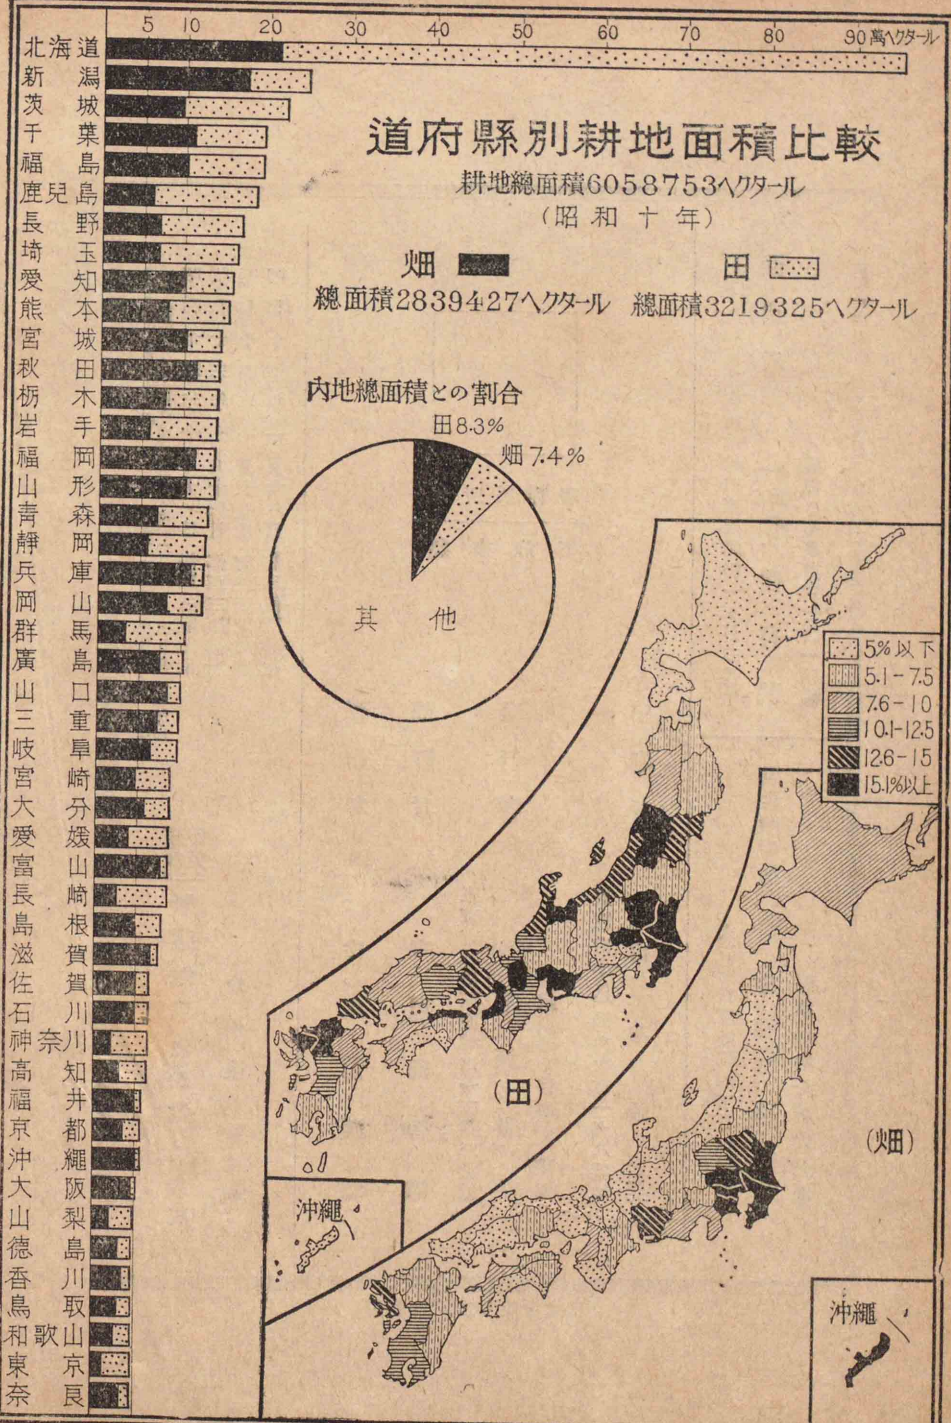 5 10 20 30 40 50 60 70 80 90萬ヘクタール
北海道
新潟
茨城
千葉
福島
鹿兒島
長野
埼玉
愛知
熊本
宮城
秋田
栃木
岩手
福岡
山形
靑森
靜岡
兵庫
岡山
群馬
廣島
山口
三重
岐阜
宮崎
大分
愛媛
富山
長崎
島根
滋賀
佐賀
石川
神奈川
高知
福井
京都
沖繩
大阪
山梨
德島
香川
鳥取
和歌山
東京
奈良
道府縣別耕地面積比較
耕地總面積6058753ヘクタール
(昭和十年)
畑
總面積2839427ヘクタール
田
總面積3219325ヘクタール
内地總面積との割合
田8.3%
畑7.4%
其他
5%以下
5.1-7.5
7.6-10
10.1-12.5
12.6-15
15.1%以上
(田)
沖繩
(畑)
沖繩